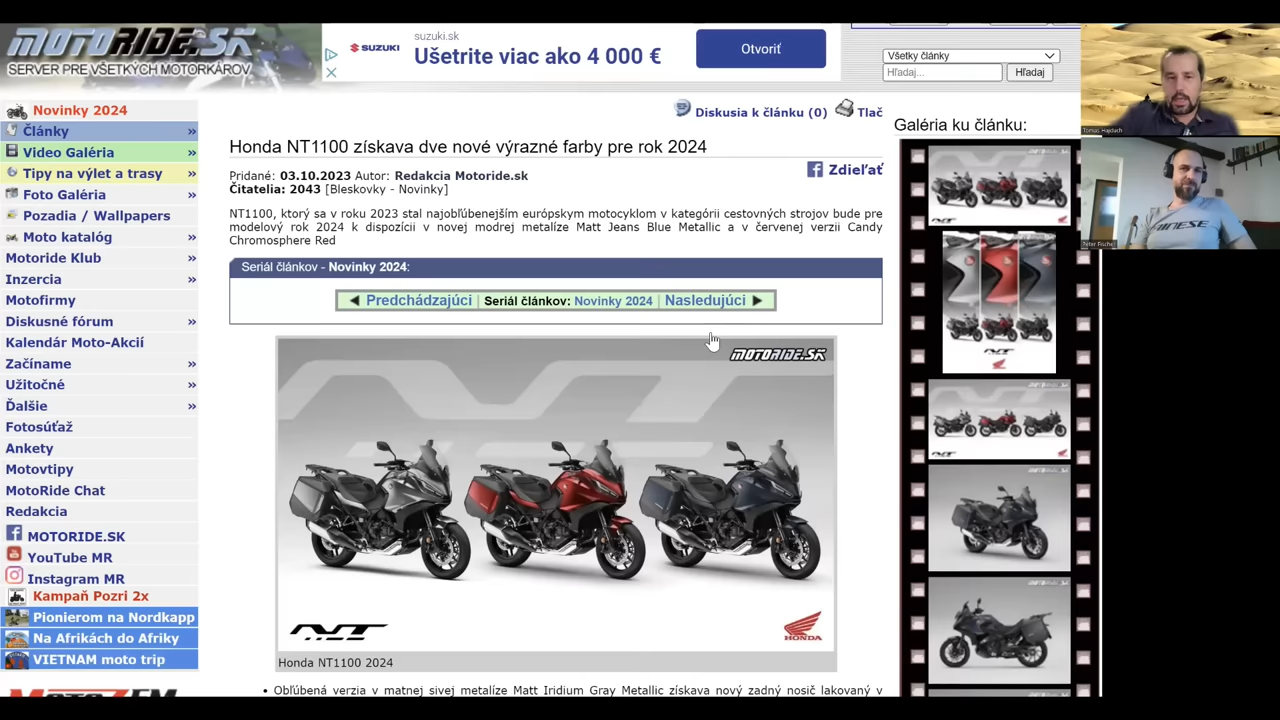 MOTORIDE.SK
SERVER PRE VŠETKÝCH MOTORKÁROV
SUZUKI
suzuki.sk
Ušetrite viac ako 4 000 €
Otvoriť
Všetky články
Hľadaj...
Hľadaj
Novinky 2024
Články »
Video Galéria »
Tipy na výlet a trasy »
Foto Galéria »
Pozadia / Wallpapers
Moto katalóg »
Motoride Klub »
Inzercia »
Motofirmy
Diskusné fórum »
Kalendár Moto-Akcií
Začíname »
Užitočné »
Ďalšie »
Fotosúťaž
Ankety
Motovtipy
MotoRide Chat
Redakcia
MOTORIDE.SK
YouTube MR
Instagram MR
Kampaň Pozri 2x
Pionierom na Nordkapp
Na Afrikách do Afriky
VIETNAM moto trip
Diskusia k článku (0) Tlač
Honda NT1100 získava dve nové výrazné farby pre rok 2024
Pridané: 03.10.2023 Autor: Redakcia Motoride.sk
Zdieľať
Čitatelia: 2043 [Bleskovky - Novinky]
NT1100, ktorý sa v roku 2023 stal najobľúbenejším európskym motocyklom v kategórii cestovných strojov bude pre
modelový rok 2024 k dispozícii v novej modrej metalíze Matt Jeans Blue Metallic a v červenej verzii Candy
Chromosphere Red
Seriál článkov - Novinky 2024:
◄ Predchádzajúci | Seriál článkov: Novinky 2024 | Nasledujúci ►
MOTORIDE.SK
NT
HONDA
Honda NT1100 2024
• Obľúbená verzia v matnej sivej metalíze Matt Iridium Gray Metallic získava nový zadný nosič lakovaný v
Galéria ku článku:
Tomas Hajduch
Peter Fischer